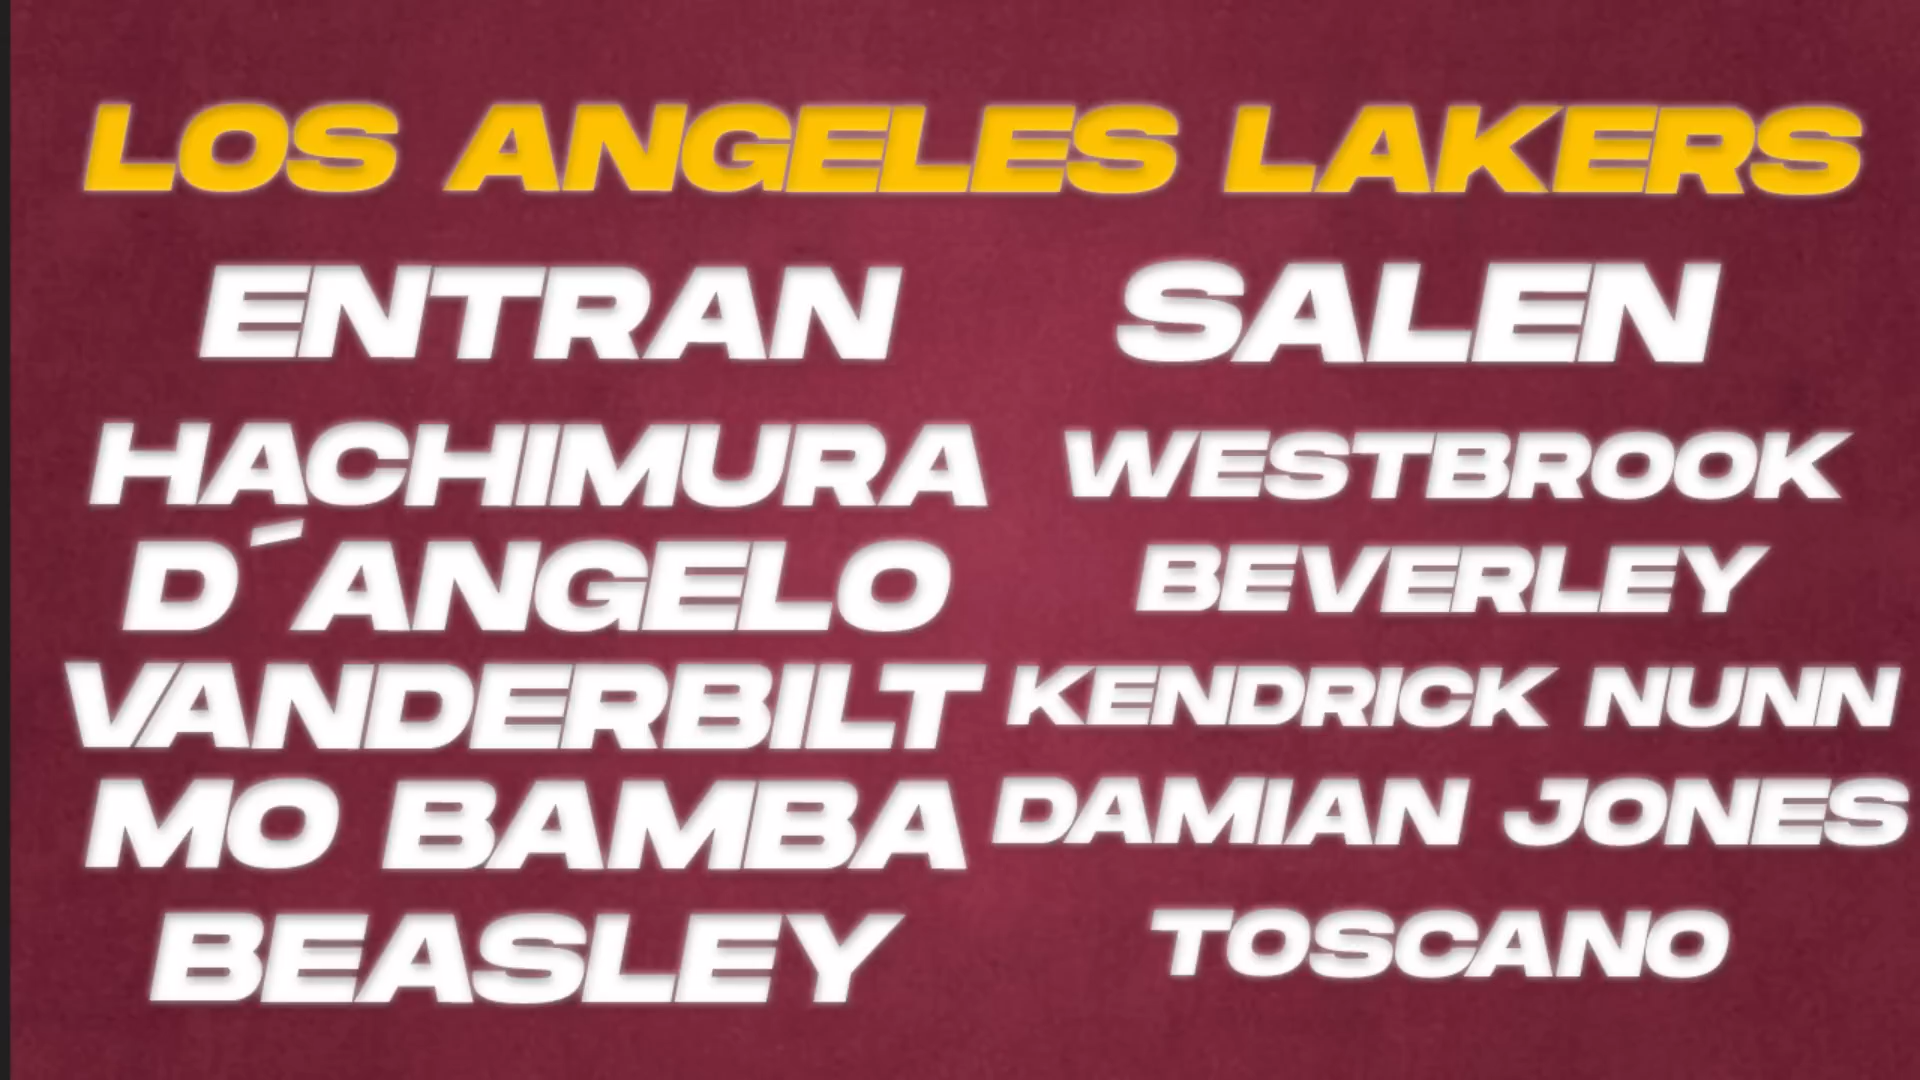 LOS ANGELES LAKERS
ENTRAN SALEN
HACHIMURA WESTBROOK
D´ANGELO BEVERLEY
VANDERBILT KENDRICK NUNN
MO BAMBA DAMIAN JONES
BEASLEY TOSCANO